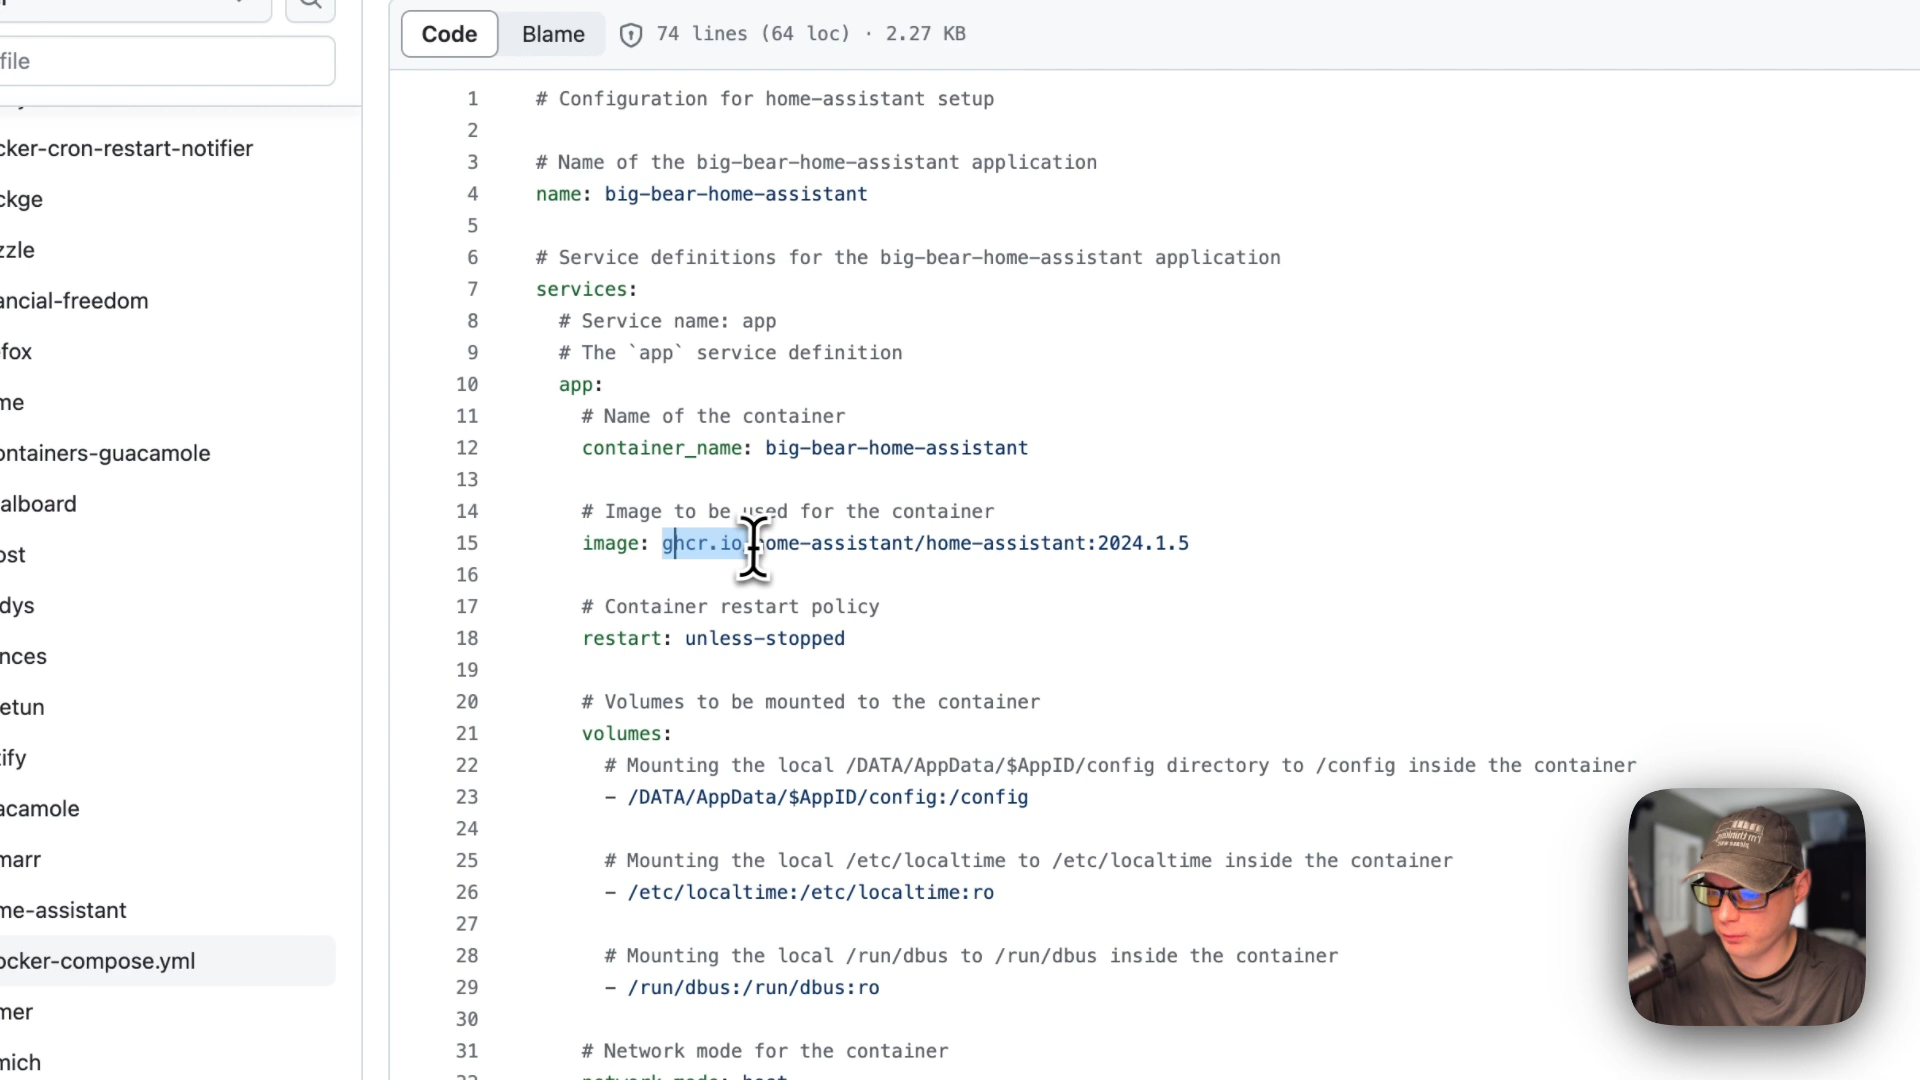 file
Code Blame 74 lines (64 loc) · 2.27 KB
cker-cron-restart-notifier
ckge
zzle
ancial-freedom
fox
me
ontainers-guacamole
alboard
ost
dys
nces
etun
ify
acamole
marr
me-assistant
ocker-compose.yml
mer
mich
1 # Configuration for home-assistant setup
2
3 # Name of the big-bear-home-assistant application
4 name: big-bear-home-assistant
5
6 # Service definitions for the big-bear-home-assistant application
7 services:
8 # Service name: app
9 # The `app` service definition
10 app:
11 # Name of the container
12 container_name: big-bear-home-assistant
13
14 # Image to be used for the container
15 image: ghcr.io/home-assistant/home-assistant:2024.1.5
16
17 # Container restart policy
18 restart: unless-stopped
19
20 # Volumes to be mounted to the container
21 volumes:
22 # Mounting the local /DATA/AppData/$AppID/config directory to /config inside the container
23 - /DATA/AppData/$AppID/config:/config
24
25 # Mounting the local /etc/localtime to /etc/localtime inside the container
26 - /etc/localtime:/etc/localtime:ro
27
28 # Mounting the local /run/dbus to /run/dbus inside the container
29 - /run/dbus:/run/dbus:ro
30
31 # Network mode for the container
32 network_mode: host